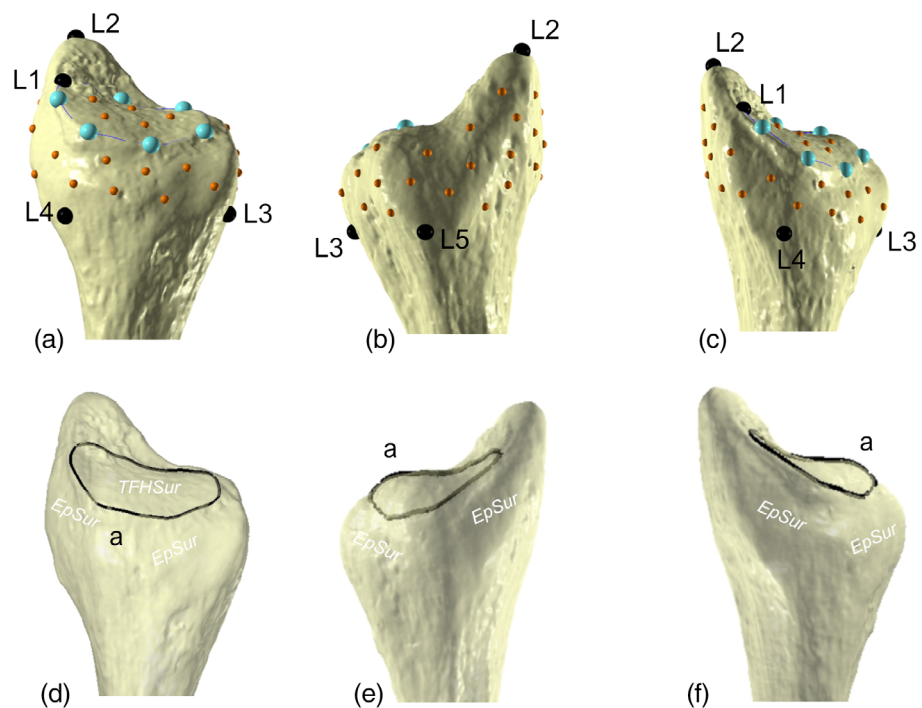 L2
L1
L4
L3
(a)
L2
L3
L5
(b)
L2
L1
L4
L3
(c)
TFHSur
EpSur
a
EpSur
(d)
a
EpSur
EpSur
(e)
a
EpSur
EpSur
(f)